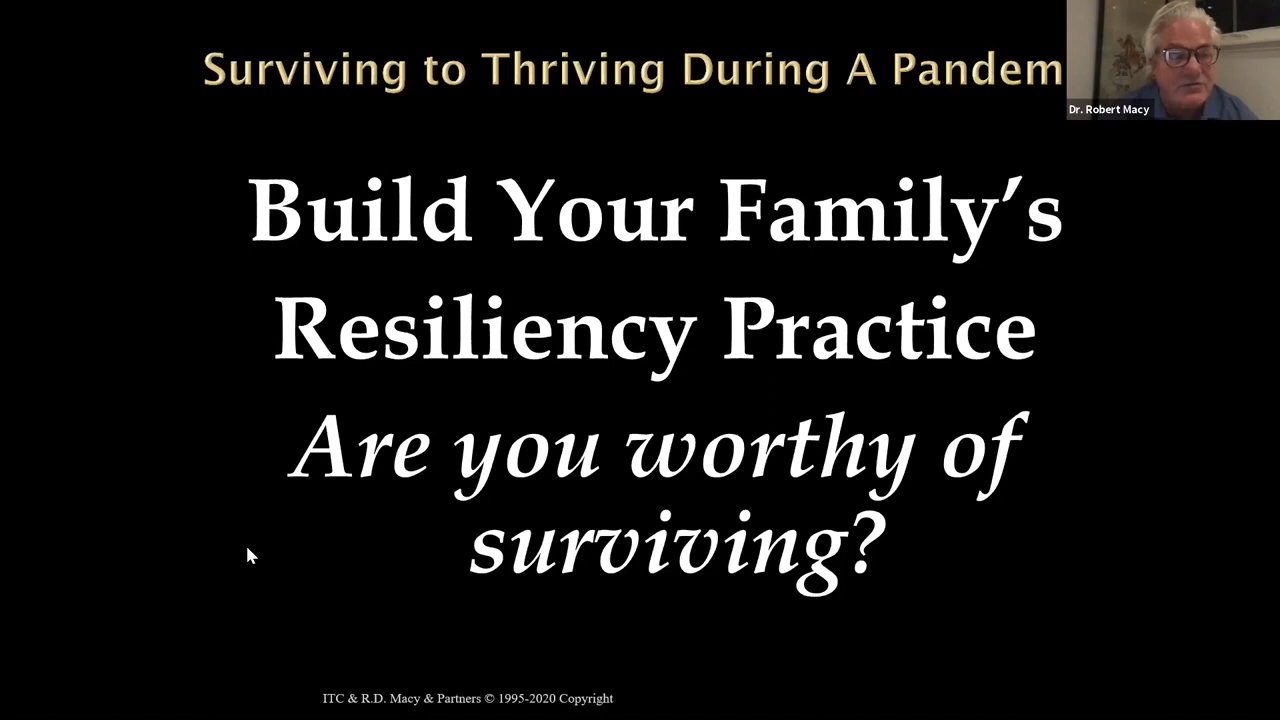 Surviving to Thriving During A Pandem
Dr. Robert Macy
Build Your Family’s
Resiliency Practice
Are you worthy of
surviving?
ITC & R.D. Macy & Partners © 1995-2020 Copyright